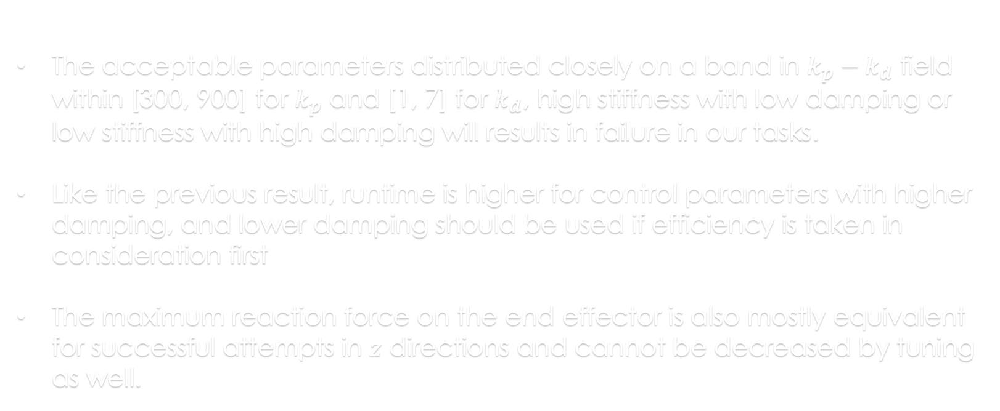 • The acceptable parameters distributed closely on a band in k_p − k_d field
within [300, 900] for k_p and [1, 7] for k_d, high stiffness with low damping or
low stiffness with high damping will results in failure in our tasks.
• Like the previous result, runtime is higher for control parameters with higher
damping, and lower damping should be used if efficiency is taken in
consideration first
• The maximum reaction force on the end effector is also mostly equivalent
for successful attempts in z directions and cannot be decreased by tuning
as well.